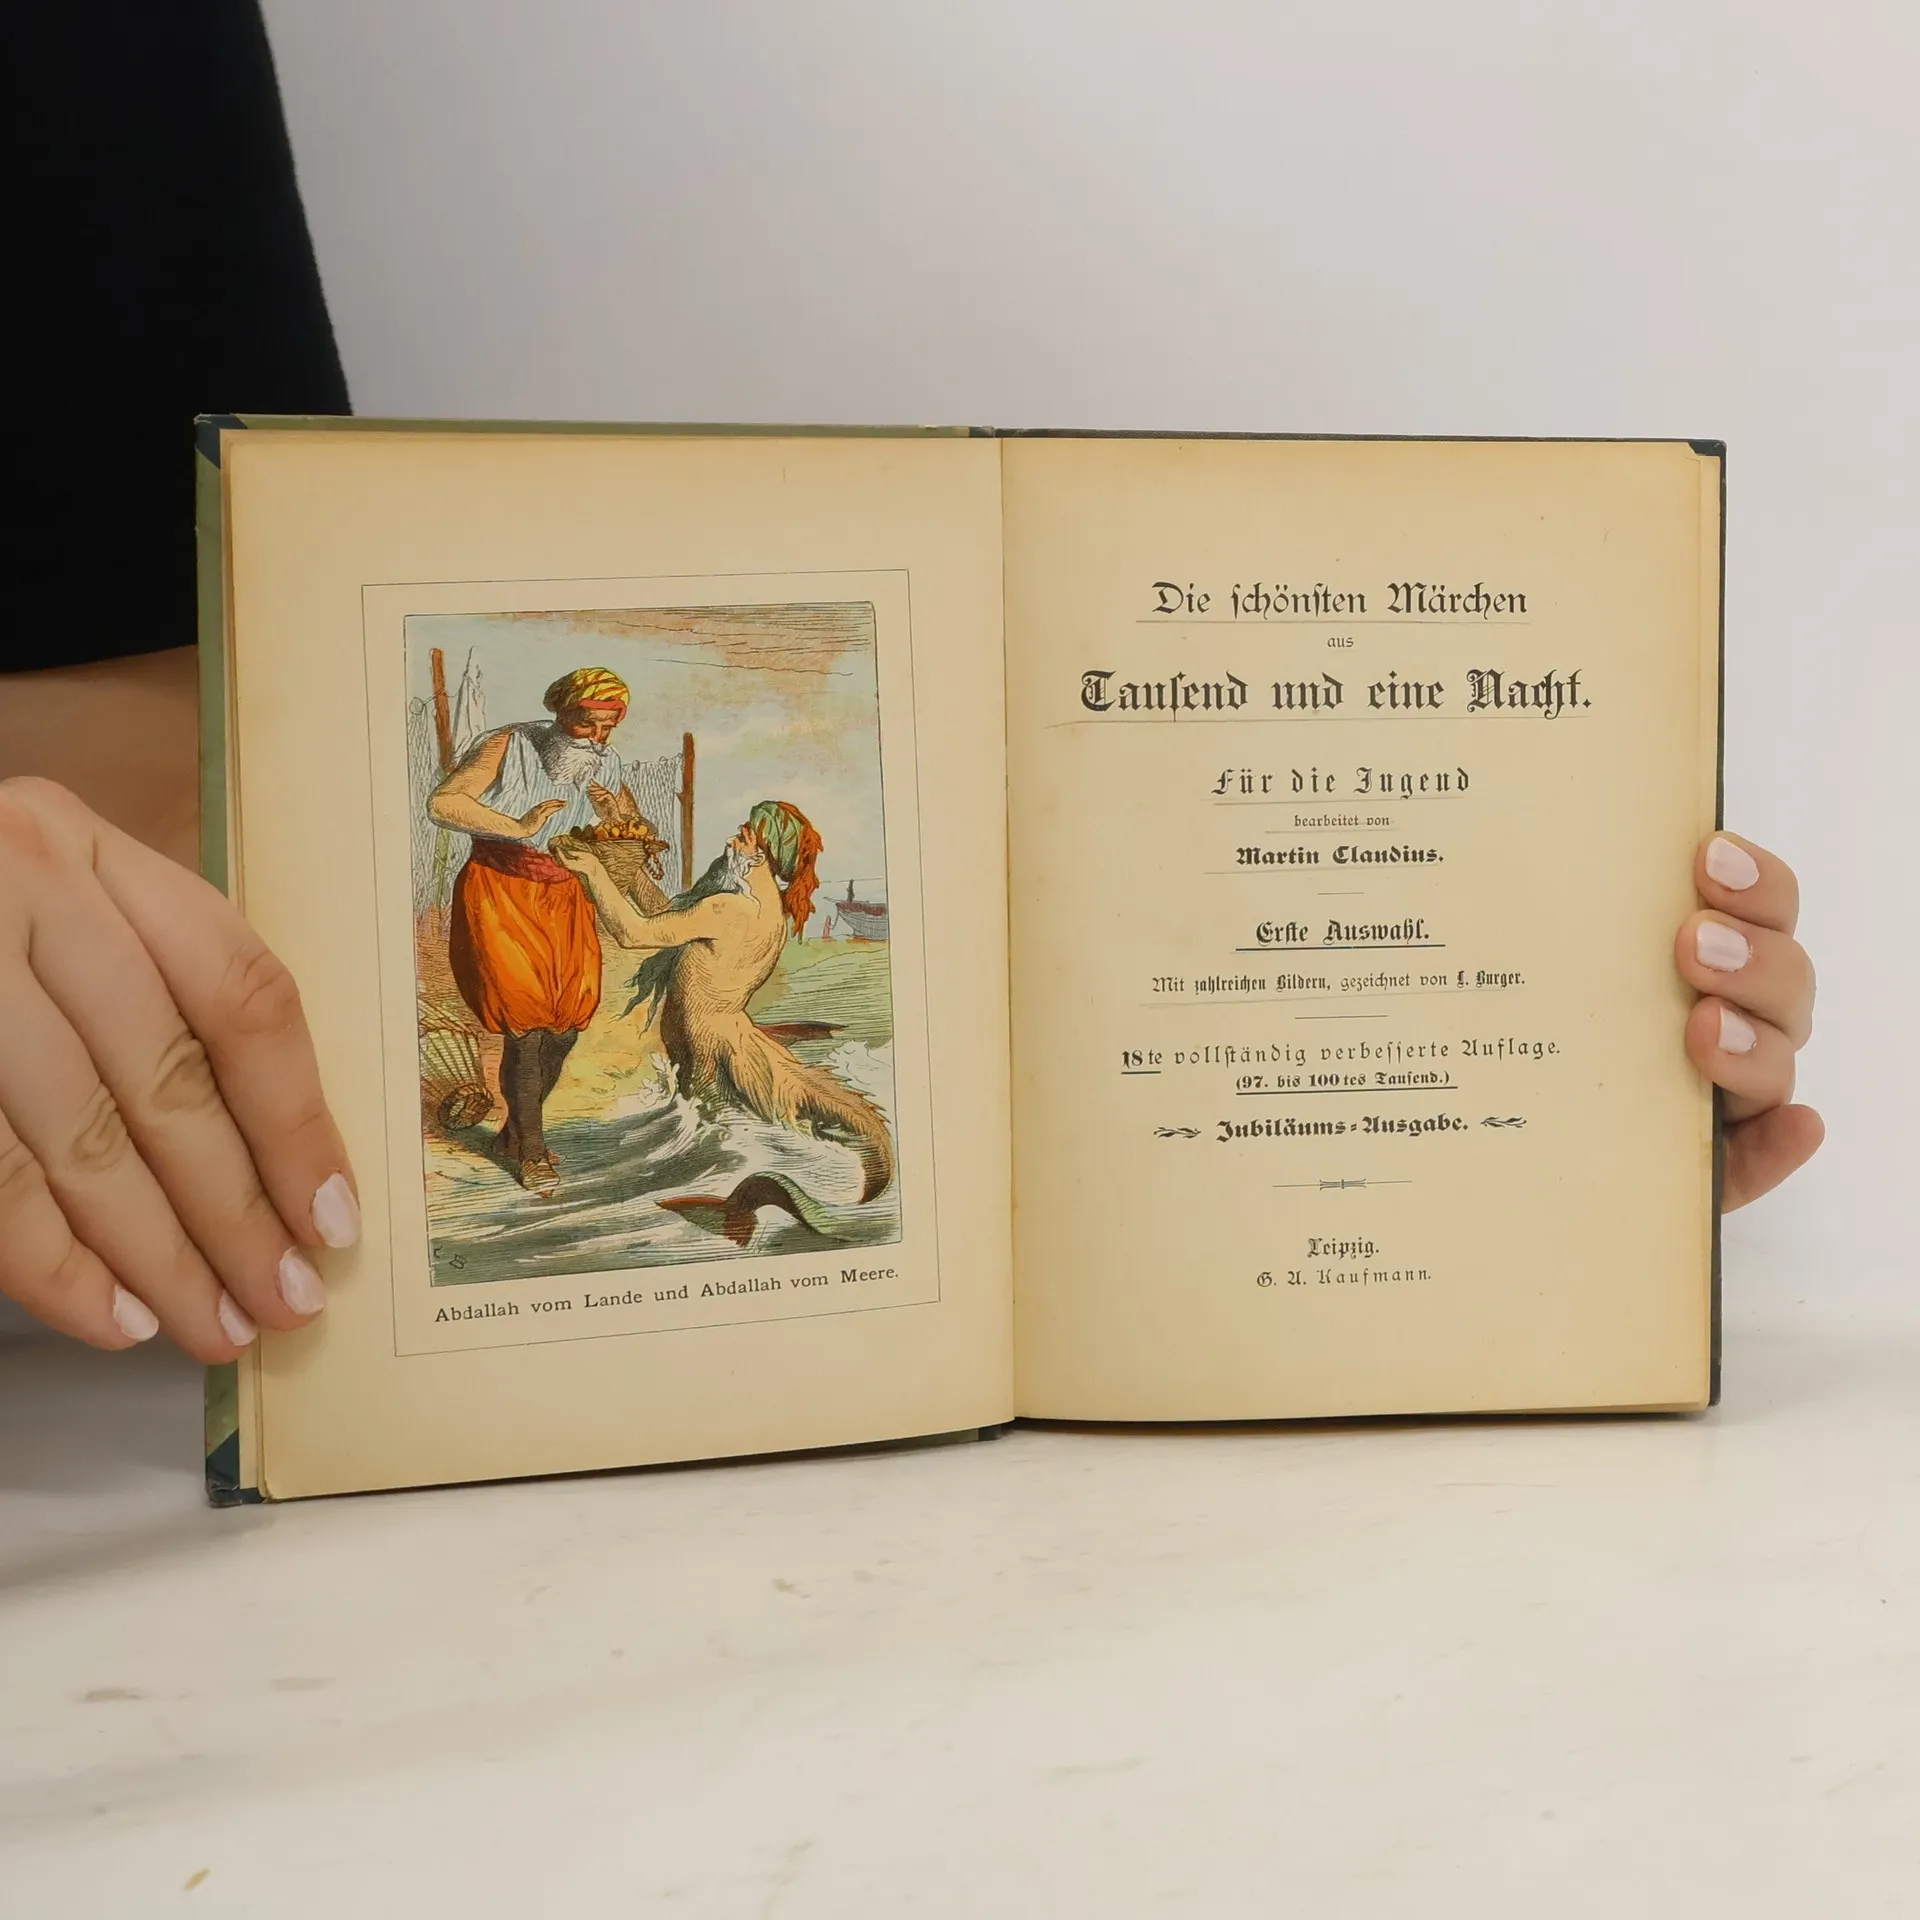 Abdallah vom Lande und Abdallah vom Meere.
Die ſchönſten Märchen
aus
Tauſend und eine Nacht.
Für die Jugend
bearbeitet von
Martin Claudius.
Erſte Auswahl.
Mit zahlreichen Bildern, gezeichnet von L. Burger.
18te vollſtändig verbeſſerte Auflage.
(97. bis 100tes Tauſend.)
Jubiläums-Ausgabe.
Leipzig.
G. A. Kaufmann.